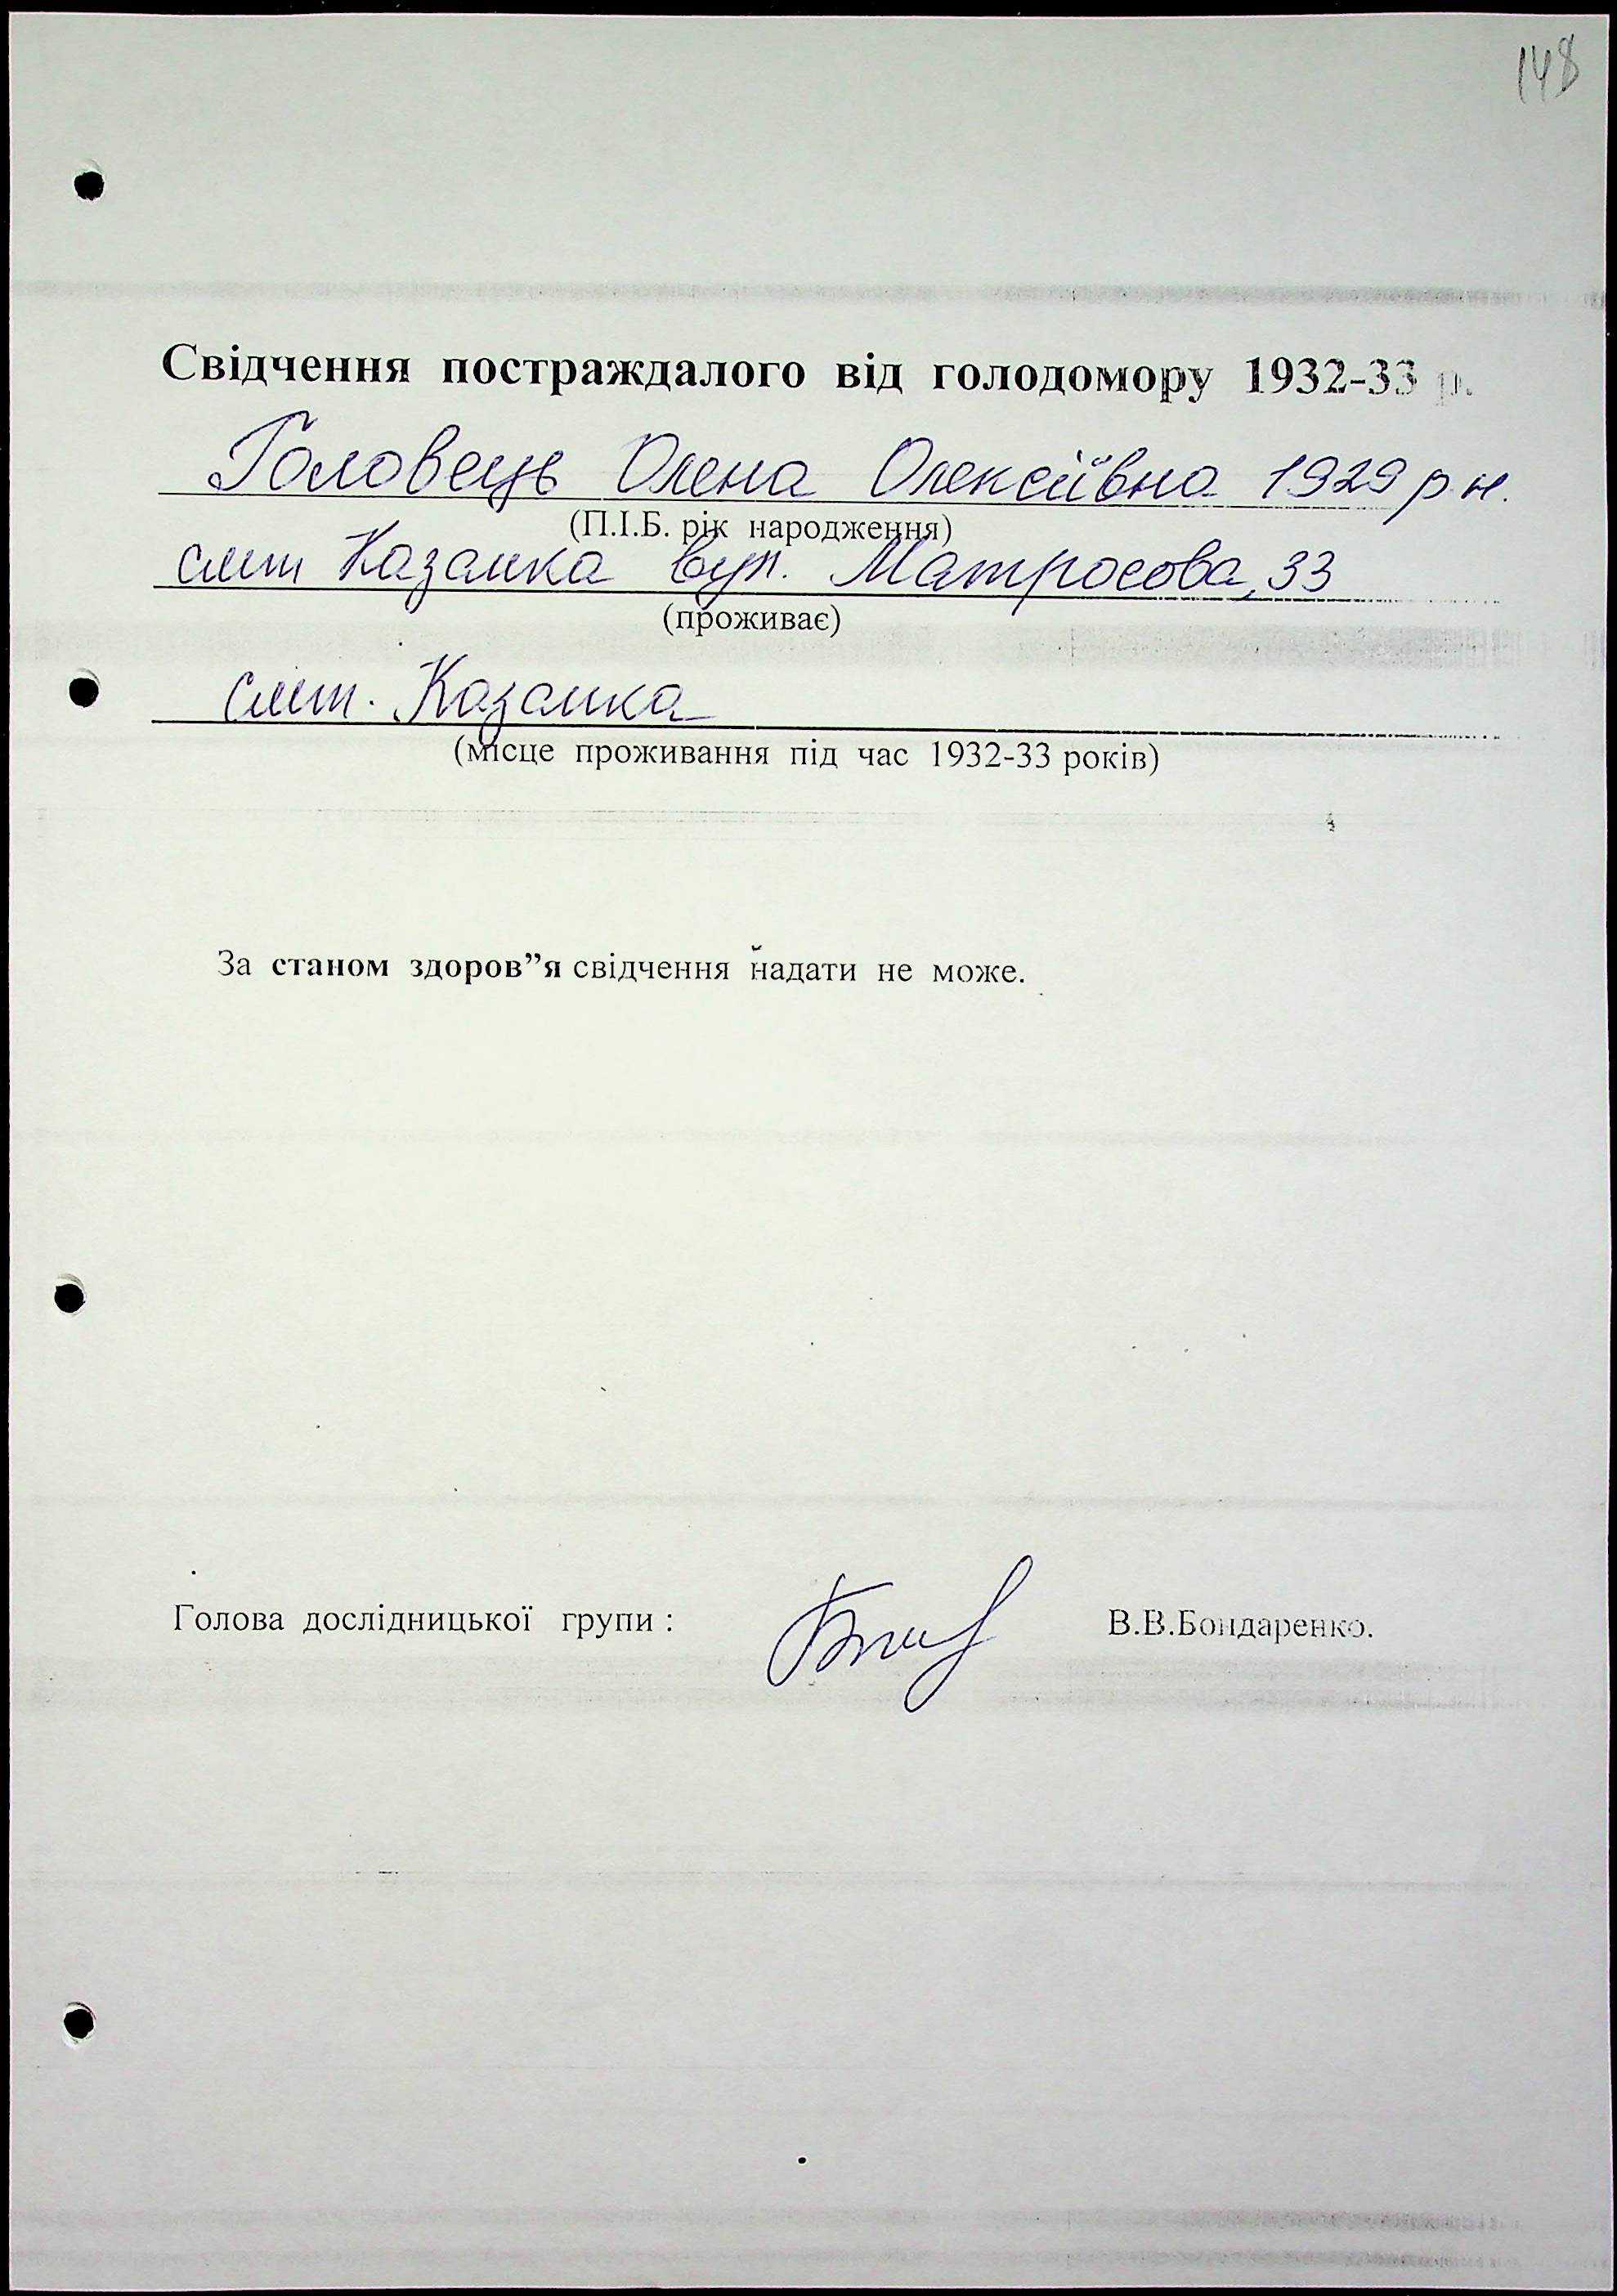 148
Свідчення постраждалого від голодомору 1932-33 р.
Головець Олена Олексіївна 1929 р.н.
(П.І.Б. рік народження)
смт Казанка вул. Матросова, 33
(проживає)
смт. Казанка
(місце проживання під час 1932-33 років)
За станом здоров”я свідчення надати не може.
Голова дослідницької групи : В.В.Бондаренко.